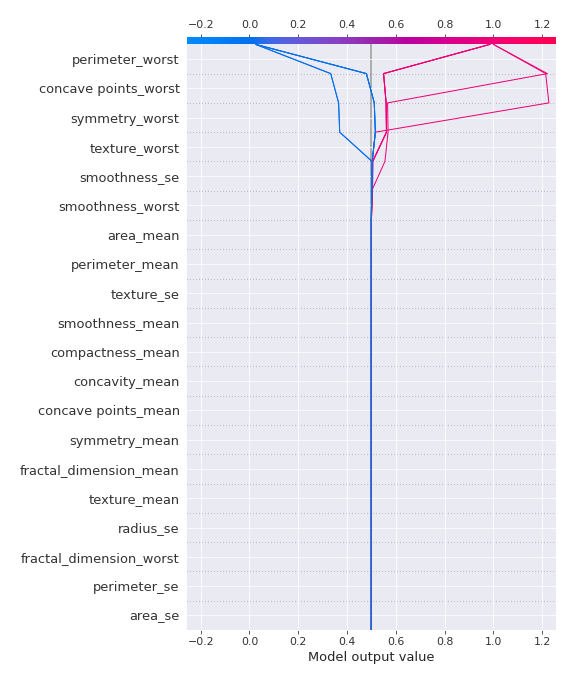 −0.2 0.0 0.2 0.4 0.6 0.8 1.0 1.2
perimeter_worst
concave points_worst
symmetry_worst
texture_worst
smoothness_se
smoothness_worst
area_mean
perimeter_mean
texture_se
smoothness_mean
compactness_mean
concavity_mean
concave points_mean
symmetry_mean
fractal_dimension_mean
texture_mean
radius_se
fractal_dimension_worst
perimeter_se
area_se
−0.2 0.0 0.2 0.4 0.6 0.8 1.0 1.2
Model output value